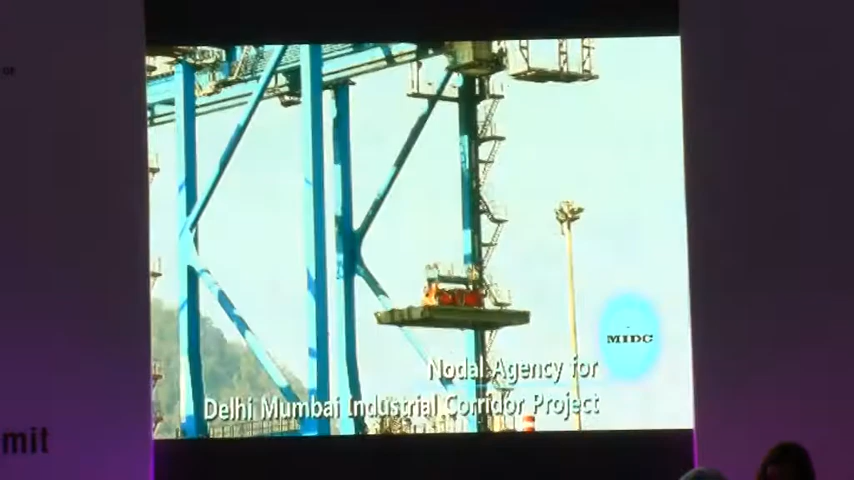 MIDC
Nodal Agency for
Delhi Mumbai Industrial Corridor Project
mit